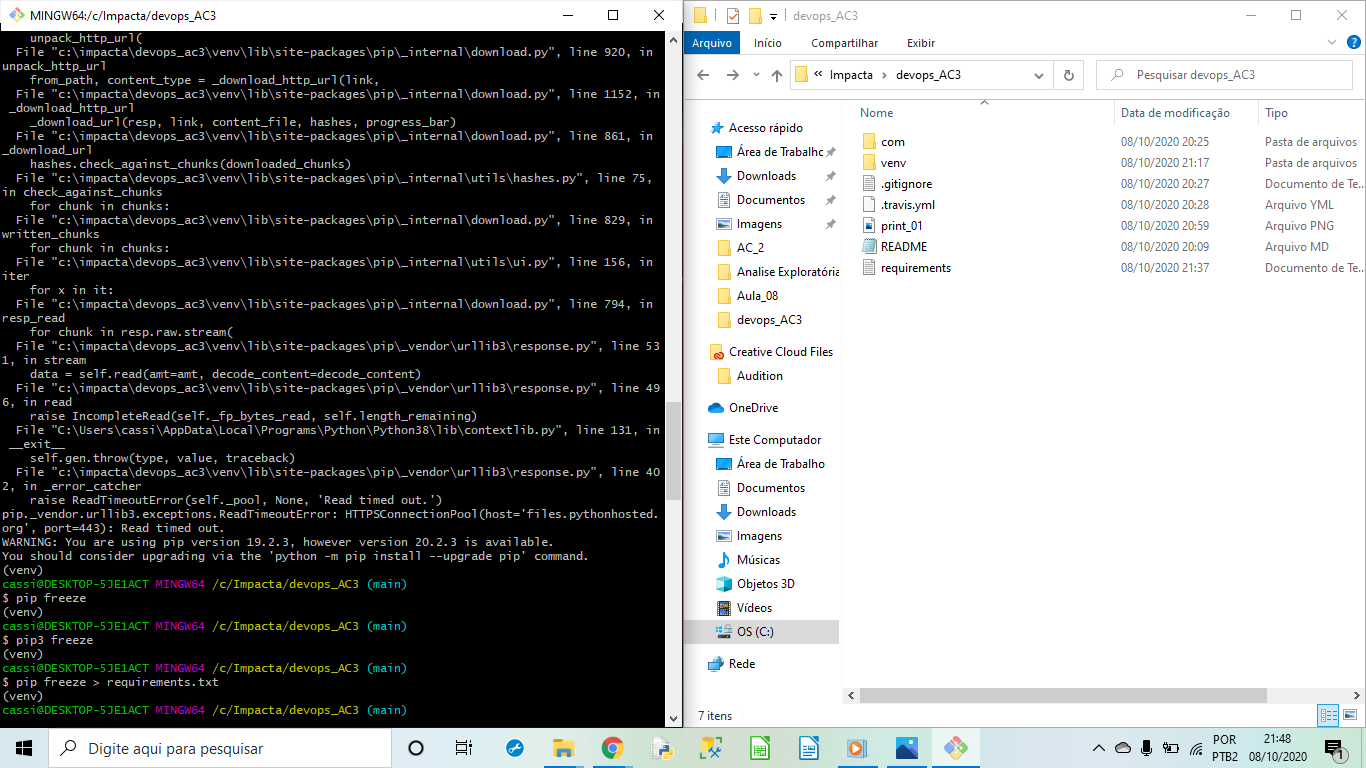 MINGW64:/c/Impacta/devops_AC3
unpack_http_url(
File "c:\impacta\devops_ac3\venv\lib\site-packages\pip\_internal\download.py", line 920, in
unpack_http_url
from_path, content_type = _download_http_url(link,
File "c:\impacta\devops_ac3\venv\lib\site-packages\pip\_internal\download.py", line 1152, in
_download_http_url
_download_url(resp, link, content_file, hashes, progress_bar)
File "c:\impacta\devops_ac3\venv\lib\site-packages\pip\_internal\download.py", line 861, in
_download_url
hashes.check_against_chunks(downloaded_chunks)
File "c:\impacta\devops_ac3\venv\lib\site-packages\pip\_internal\utils\hashes.py", line 75,
in check_against_chunks
for chunk in chunks:
File "c:\impacta\devops_ac3\venv\lib\site-packages\pip\_internal\download.py", line 829, in
written_chunks
for chunk in chunks:
File "c:\impacta\devops_ac3\venv\lib\site-packages\pip\_internal\utils\ui.py", line 156, in
iter
for x in it:
File "c:\impacta\devops_ac3\venv\lib\site-packages\pip\_internal\download.py", line 794, in
resp_read
for chunk in resp.raw.stream(
File "c:\impacta\devops_ac3\venv\lib\site-packages\pip\_vendor\urllib3\response.py", line 53
1, in stream
data = self.read(amt=amt, decode_content=decode_content)
File "c:\impacta\devops_ac3\venv\lib\site-packages\pip\_vendor\urllib3\response.py", line 49
6, in read
raise IncompleteRead(self._fp_bytes_read, self.length_remaining)
File "C:\Users\cassi\AppData\Local\Programs\Python\Python38\lib\contextlib.py", line 131, in
__exit__
self.gen.throw(type, value, traceback)
File "c:\impacta\devops_ac3\venv\lib\site-packages\pip\_vendor\urllib3\response.py", line 40
2, in _error_catcher
raise ReadTimeoutError(self._pool, None, 'Read timed out.')
pip._vendor.urllib3.exceptions.ReadTimeoutError: HTTPSConnectionPool(host='files.pythonhosted.
org', port=443): Read timed out.
WARNING: You are using pip version 19.2.3, however version 20.2.3 is available.
You should consider upgrading via the 'python -m pip install --upgrade pip' command.
(venv)
cassi@DESKTOP-5JE1ACT MINGW64 /c/Impacta/devops_AC3 (main)
$ pip freeze
(venv)
cassi@DESKTOP-5JE1ACT MINGW64 /c/Impacta/devops_AC3 (main)
$ pip3 freeze
(venv)
cassi@DESKTOP-5JE1ACT MINGW64 /c/Impacta/devops_AC3 (main)
$ pip freeze > requirements.txt
(venv)
cassi@DESKTOP-5JE1ACT MINGW64 /c/Impacta/devops_AC3 (main)
devops_AC3
Arquivo Início Compartilhar Exibir
« Impacta > devops_AC3
Pesquisar devops_AC3
Acesso rápido
Área de Trabalhc
Downloads
Documentos
Imagens
AC_2
Analise Exploratória
Aula_08
devops_AC3
Creative Cloud Files
Audition
OneDrive
Este Computador
Área de Trabalho
Documentos
Downloads
Imagens
Músicas
Objetos 3D
Vídeos
OS (C:)
Rede
Nome Data de modificação Tipo
com 08/10/2020 20:25 Pasta de arquivos
venv 08/10/2020 21:17 Pasta de arquivos
.gitignore 08/10/2020 20:27 Documento de Te...
.travis.yml 08/10/2020 20:28 Arquivo YML
print_01 08/10/2020 20:59 Arquivo PNG
README 08/10/2020 20:09 Arquivo MD
requirements 08/10/2020 21:37 Documento de Te...
7 itens
Digite aqui para pesquisar
POR
PTB2
21:48
08/10/2020
1